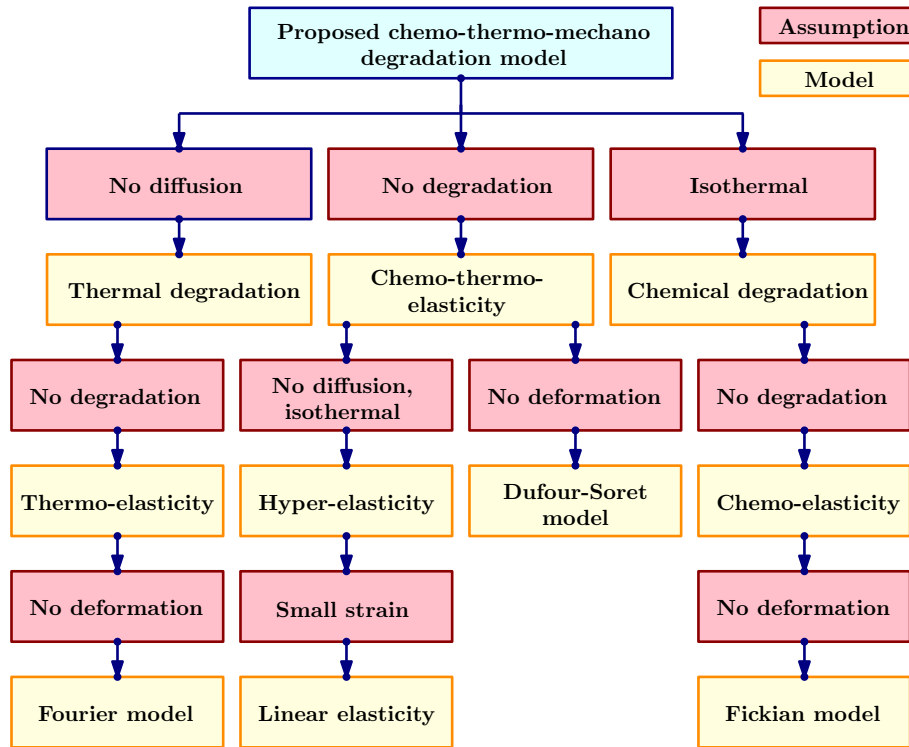 Proposed chemo-thermo-mechano
degradation model
Assumption
Model
No diffusion
No degradation
Isothermal
Thermal degradation
Chemo-thermo-
elasticity
Chemical degradation
No degradation
No diffusion,
isothermal
No deformation
No degradation
Thermo-elasticity
Hyper-elasticity
Dufour-Soret
model
Chemo-elasticity
No deformation
Small strain
No deformation
Fourier model
Linear elasticity
Fickian model